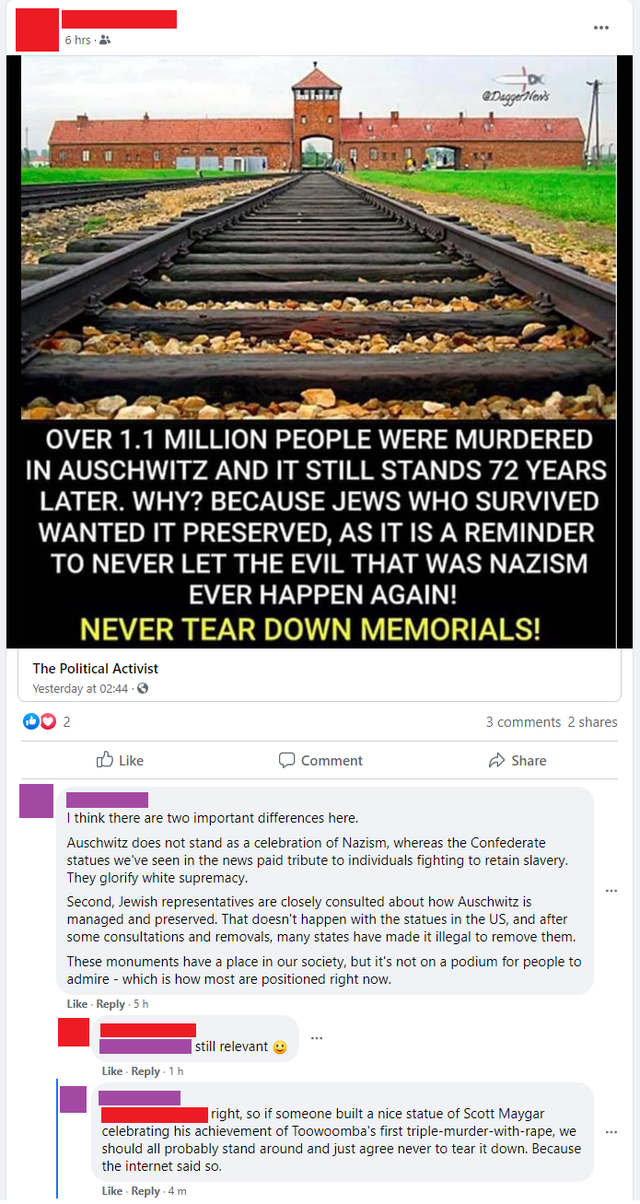 6 hrs ·
@DaggerNews
OVER 1.1 MILLION PEOPLE WERE MURDERED
IN AUSCHWITZ AND IT STILL STANDS 72 YEARS
LATER. WHY? BECAUSE JEWS WHO SURVIVED
WANTED IT PRESERVED, AS IT IS A REMINDER
TO NEVER LET THE EVIL THAT WAS NAZISM
EVER HAPPEN AGAIN!
NEVER TEAR DOWN MEMORIALS!
The Political Activist
Yesterday at 02:44 ·
2
3 comments 2 shares
Like Comment Share
I think there are two important differences here.
Auschwitz does not stand as a celebration of Nazism, whereas the Confederate
statues we've seen in the news paid tribute to individuals fighting to retain slavery.
They glorify white supremacy.
Second, Jewish representatives are closely consulted about how Auschwitz is
managed and preserved. That doesn't happen with the statues in the US, and after
some consultations and removals, many states have made it illegal to remove them.
These monuments have a place in our society, but it's not on a podium for people to
admire - which is how most are positioned right now.
Like · Reply · 5 h
still relevant 🙂
Like · Reply · 1 h
right, so if someone built a nice statue of Scott Maygar
celebrating his achievement of Toowoomba's first triple-murder-with-rape, we
should all probably stand around and just agree never to tear it down. Because
the internet said so.
Like · Reply · 4 m